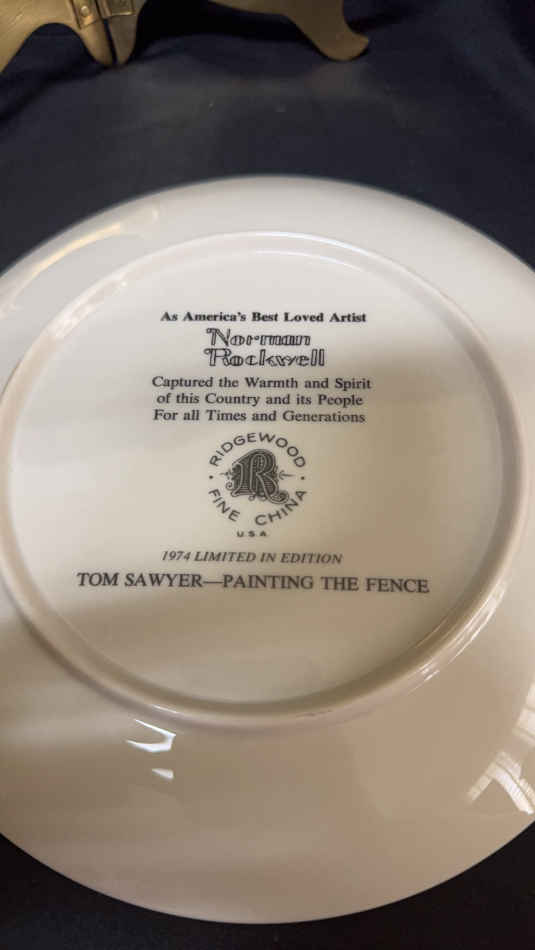 As America's Best Loved Artist
Norman
Rockwell
Captured the Warmth and Spirit
of this Country and its People
For all Times and Generations
RIDGEWOOD
R
FINE CHINA
U.S.A.
1974 LIMITED IN EDITION
TOM SAWYER—PAINTING THE FENCE